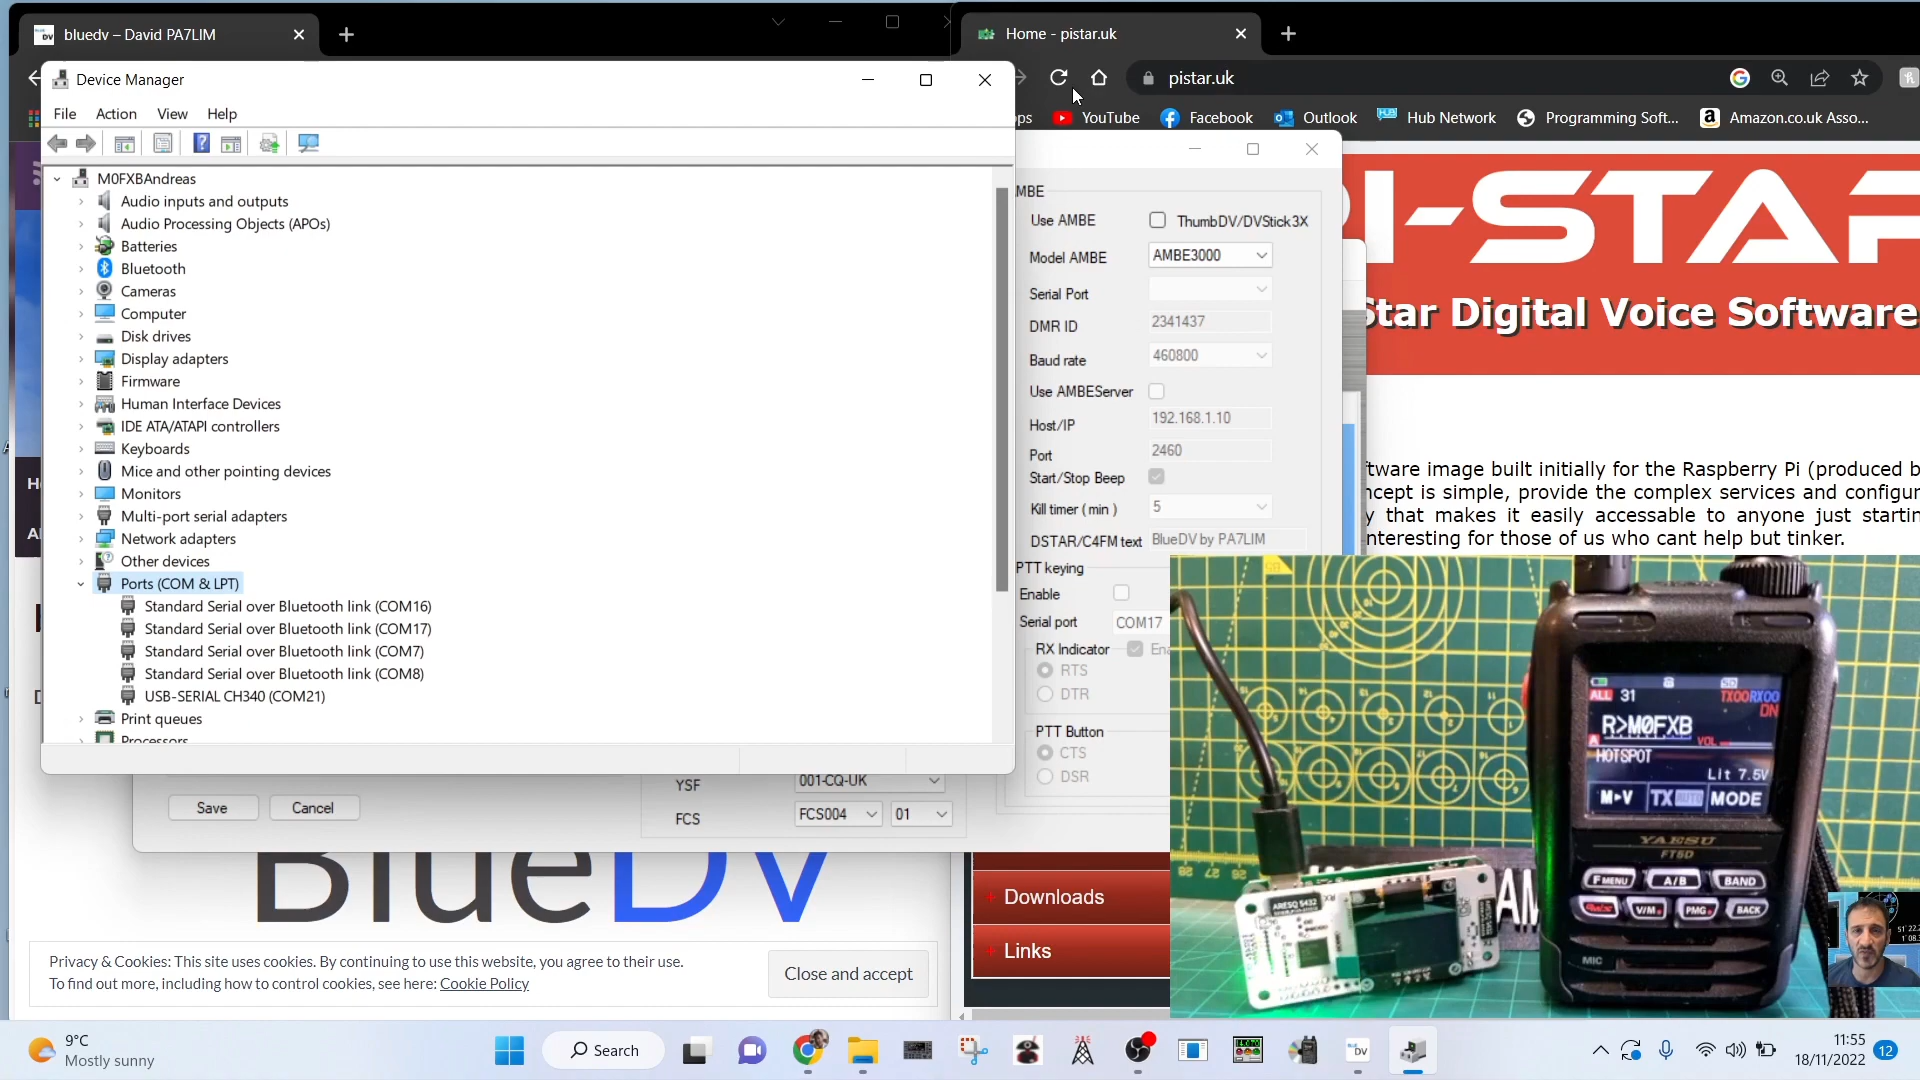 bluedv – David PA7LIM
Home - pistar.uk
Device Manager
pistar.uk
File Action View Help
YouTube
Facebook
Outlook
Hub Network
Programming Soft...
Amazon.co.uk Asso...
M0FXBAndreas
Audio inputs and outputs
Audio Processing Objects (APOs)
Batteries
Bluetooth
Cameras
Computer
Disk drives
Display adapters
Firmware
Human Interface Devices
IDE ATA/ATAPI controllers
Keyboards
Mice and other pointing devices
Monitors
Multi-port serial adapters
Network adapters
Other devices
Ports (COM & LPT)
Standard Serial over Bluetooth link (COM16)
Standard Serial over Bluetooth link (COM17)
Standard Serial over Bluetooth link (COM7)
Standard Serial over Bluetooth link (COM8)
USB-SERIAL CH340 (COM21)
Print queues
Processors
MBE
Use AMBE ThumbDV/DVStick3X
Model AMBE AMBE3000
Serial Port
DMR ID 2341437
Baud rate 460800
Use AMBEServer
Host/IP 192.168.1.10
Port 2460
Start/Stop Beep
Kill timer ( min ) 5
DSTAR/C4FM text BlueDV by PA7LIM
PTT keying
Enable
Serial port COM17
RX Indicator Ena
RTS
DTR
PTT Button
CTS
DSR
YSF 001-CQ-UK
FCS FCS004 01
Save Cancel
I-STAR
Star Digital Voice Software
ftware image built initially for the Raspberry Pi (produced b
ncept is simple, provide the complex services and configur
y that makes it easily accessable to anyone just startin
nteresting for those of us who cant help but tinker.
ALL 31 TX00RX00
DN
R>M0FXB
VOL
HOTSPOT
Lit 7.5V
M▸V TX AUTO MODE
YAESU
FT5D
F MENU A/B BAND
V/M PMG BACK
MIC
BlueDV
Downloads
Links
Privacy & Cookies: This site uses cookies. By continuing to use this website, you agree to their use.
To find out more, including how to control cookies, see here: Cookie Policy
Close and accept
9°C
Mostly sunny
Search
11:55
18/11/2022
12